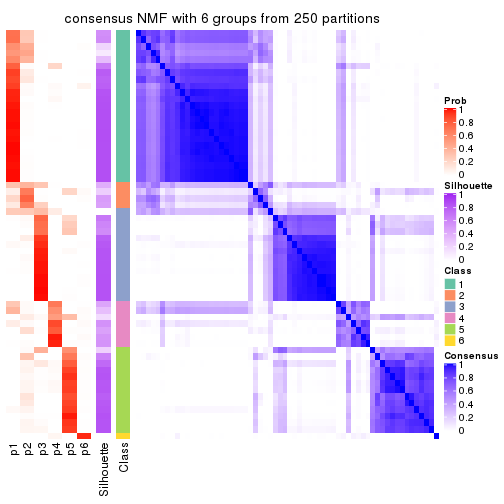 consensus NMF with 6 groups from 250 partitions
Prob
1
0.8
0.6
0.4
0.2
0
Silhouette
1
0.8
0.6
0.4
0.2
0
Class
1
2
3
4
5
6
Consensus
1
0.8
0.6
0.4
0.2
0
p1
p2
p3
p4
p5
p6
Silhouette
Class